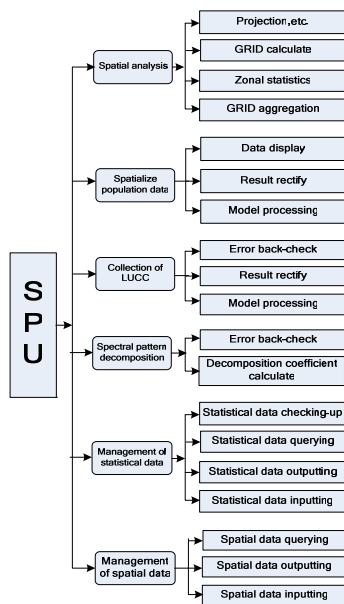 S
P
U
Spatial analysis
Projection,etc.
GRID calculate
Zonal statistics
GRID aggregation
Spatialize
population data
Data display
Result rectify
Model processing
Collection of
LUCC
Error back-check
Result rectify
Model processing
Spectral pattern
decomposition
Error back-check
Decomposition coefficient
calculate
Management of
statistical data
Statistical data checking-up
Statistical data querying
Statistical data outputting
Statistical data inputting
Management
of spatial data
Spatial data querying
Spatial data outputting
Spatial data inputting